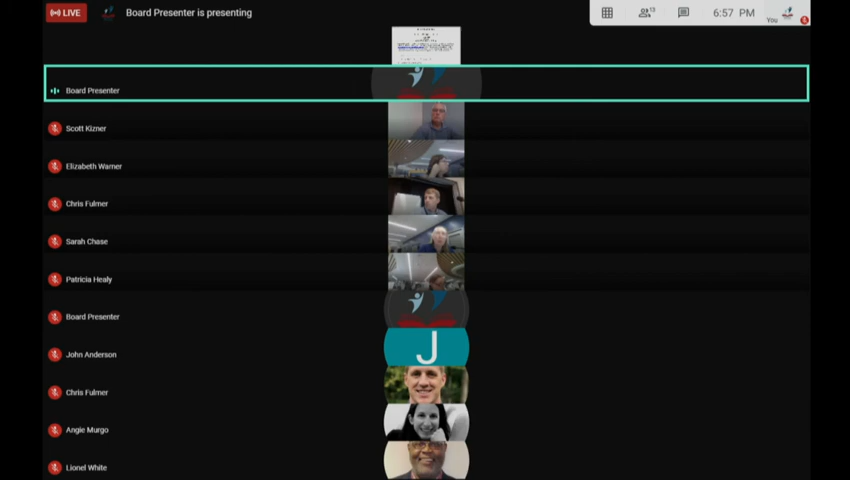 LIVE
Board Presenter is presenting
13
6:57 PM
You
Board Presenter
Scott Kizner
Elizabeth Warner
Chris Fulmer
Sarah Chase
Patricia Healy
Board Presenter
John Anderson
J
Chris Fulmer
Angie Murgo
Lionel White